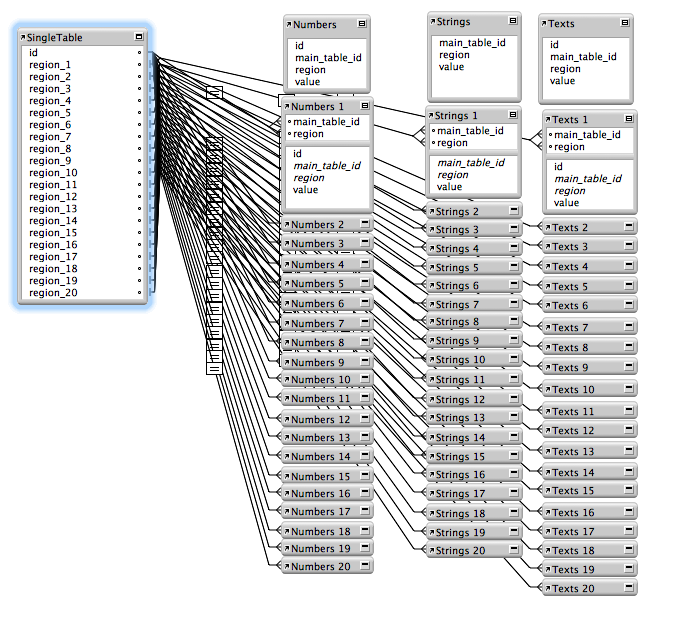 SingleTable
id
region_1
region_2
region_3
region_4
region_5
region_6
region_7
region_8
region_9
region_10
region_11
region_12
region_13
region_14
region_15
region_16
region_17
region_18
region_19
region_20
Numbers
id
main_table_id
region
value
Numbers 1
main_table_id
region
id
main_table_id
region
value
Numbers 2
Numbers 3
Numbers 4
Numbers 5
Numbers 6
Numbers 7
Numbers 8
Numbers 9
Numbers 10
Numbers 11
Numbers 12
Numbers 13
Numbers 14
Numbers 15
Numbers 16
Numbers 17
Numbers 18
Numbers 19
Numbers 20
Strings
main_table_id
region
value
Strings 1
main_table_id
region
main_table_id
region
value
Strings 2
Strings 3
Strings 4
Strings 5
Strings 6
Strings 7
Strings 8
Strings 9
Strings 10
Strings 11
Strings 12
Strings 13
Strings 14
Strings 15
Strings 16
Strings 17
Strings 18
Strings 19
Strings 20
Texts
id
main_table_id
region
value
Texts 1
main_table_id
region
id
main_table_id
region
value
Texts 2
Texts 3
Texts 4
Texts 5
Texts 6
Texts 7
Texts 8
Texts 9
Texts 10
Texts 11
Texts 12
Texts 13
Texts 14
Texts 15
Texts 16
Texts 17
Texts 18
Texts 19
Texts 20